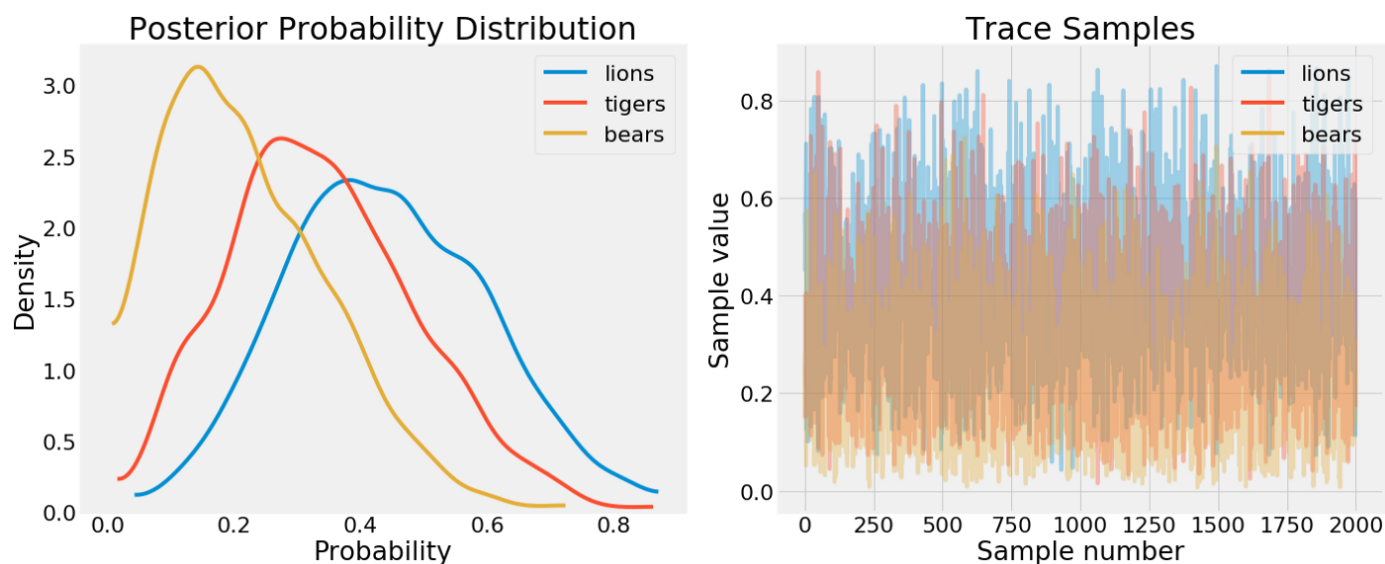 Posterior Probability Distribution
3.0
2.5
2.0
1.5
1.0
0.5
0.0
Density
0.0 0.2 0.4 0.6 0.8
Probability
lions
tigers
bears
Trace Samples
0.8
0.6
0.4
0.2
0.0
Sample value
0 250 500 750 1000 1250 1500 1750 2000
Sample number
lions
tigers
bears